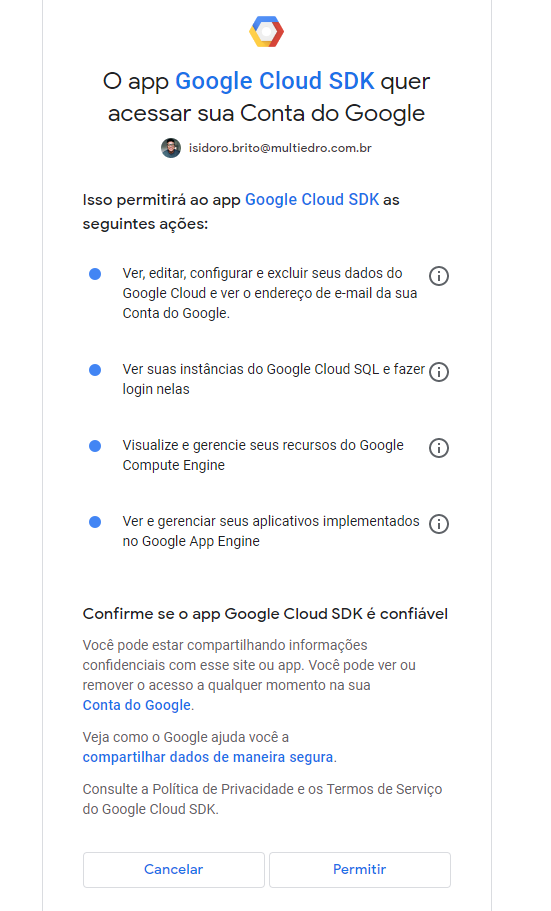 O app Google Cloud SDK quer
acessar sua Conta do Google
isidoro.brito@multiedro.com.br
Isso permitirá ao app Google Cloud SDK as
seguintes ações:
Ver, editar, configurar e excluir seus dados do
Google Cloud e ver o endereço de e-mail da sua
Conta do Google.
Ver suas instâncias do Google Cloud SQL e fazer
login nelas
Visualize e gerencie seus recursos do Google
Compute Engine
Ver e gerenciar seus aplicativos implementados
no Google App Engine
Confirme se o app Google Cloud SDK é confiável
Você pode estar compartilhando informações
confidenciais com esse site ou app. Você pode ver ou
remover o acesso a qualquer momento na sua
Conta do Google.
Veja como o Google ajuda você a
compartilhar dados de maneira segura.
Consulte a Política de Privacidade e os Termos de Serviço
do Google Cloud SDK.
Cancelar
Permitir